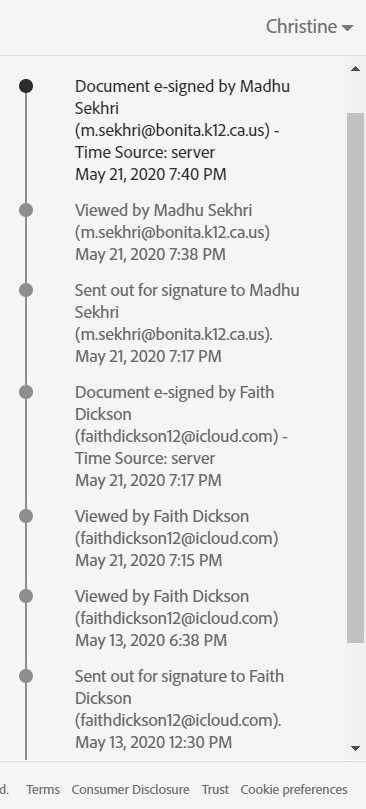 Christine
Document e-signed by Madhu
Sekhri
(m.sekhri@bonita.k12.ca.us) -
Time Source: server
May 21, 2020 7:40 PM
Viewed by Madhu Sekhri
(m.sekhri@bonita.k12.ca.us)
May 21, 2020 7:38 PM
Sent out for signature to Madhu
Sekhri
(m.sekhri@bonita.k12.ca.us).
May 21, 2020 7:17 PM
Document e-signed by Faith
Dickson
(faithdickson12@icloud.com) -
Time Source: server
May 21, 2020 7:17 PM
Viewed by Faith Dickson
(faithdickson12@icloud.com)
May 21, 2020 7:15 PM
Viewed by Faith Dickson
(faithdickson12@icloud.com)
May 13, 2020 6:38 PM
Sent out for signature to Faith
Dickson
(faithdickson12@icloud.com).
May 13, 2020 12:30 PM
d. Terms Consumer Disclosure Trust Cookie preferences